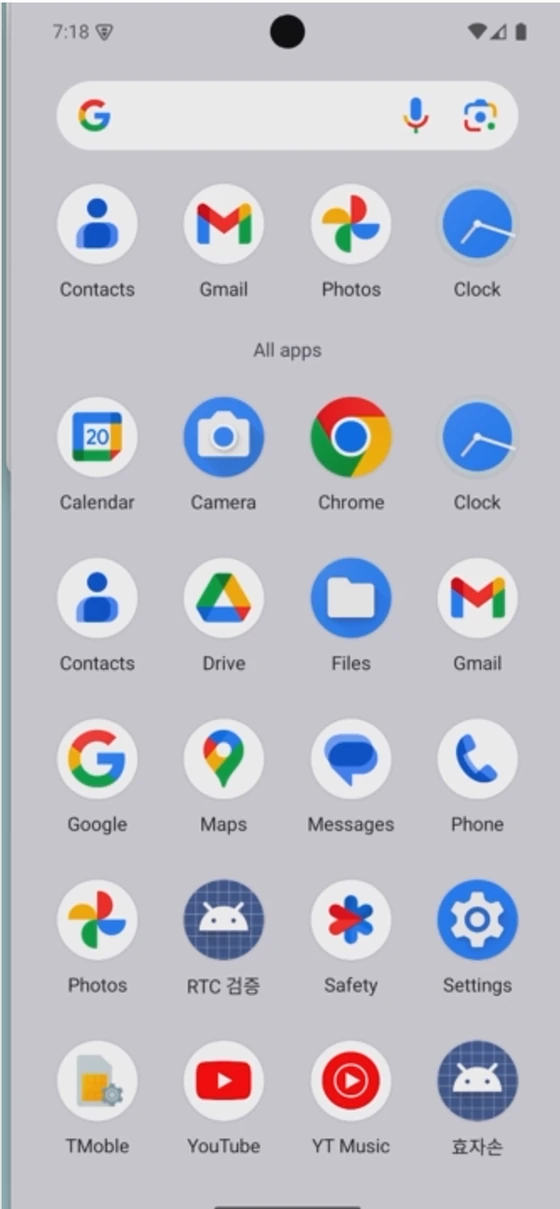 7:18
Contacts Gmail Photos Clock
All apps
20
Calendar Camera Chrome Clock
Contacts Drive Files Gmail
Google Maps Messages Phone
Photos RTC 검증 Safety Settings
TMoble YouTube YT Music 효자손